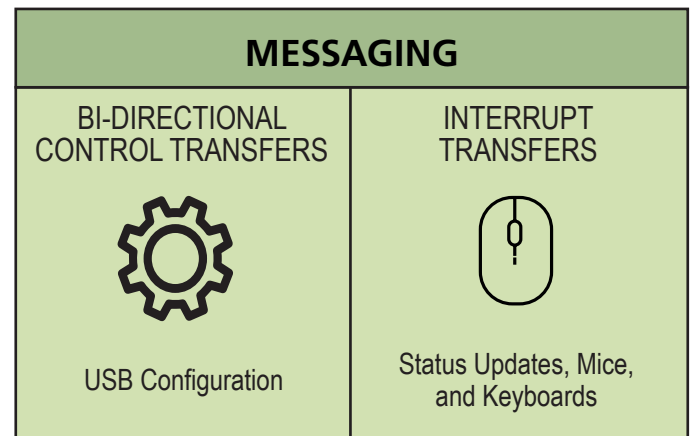 MESSAGING
BI-DIRECTIONAL
CONTROL TRANSFERS
USB Configuration
INTERRUPT
TRANSFERS
Status Updates, Mice,
and Keyboards